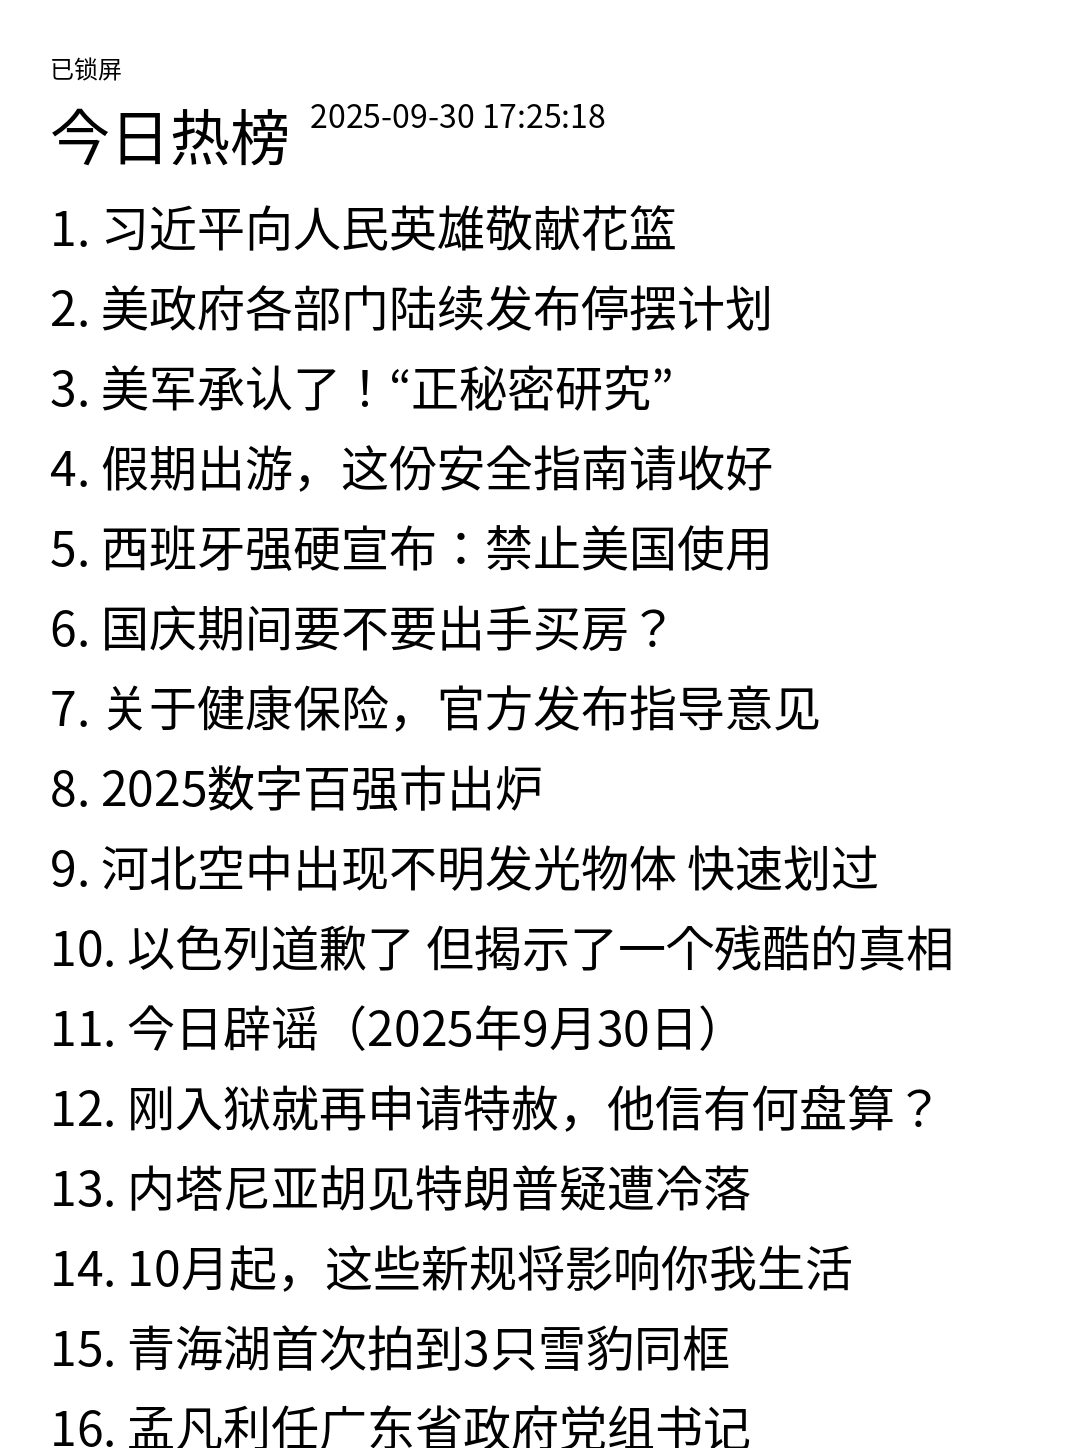 已锁屏
今日热榜 2025-09-30 17:25:18
1. 习近平向人民英雄敬献花篮
2. 美政府各部门陆续发布停摆计划
3. 美军承认了！“正秘密研究”
4. 假期出游，这份安全指南请收好
5. 西班牙强硬宣布：禁止美国使用
6. 国庆期间要不要出手买房？
7. 关于健康保险，官方发布指导意见
8. 2025数字百强市出炉
9. 河北空中出现不明发光物体 快速划过
10. 以色列道歉了 但揭示了一个残酷的真相
11. 今日辟谣（2025年9月30日）
12. 刚入狱就再申请特赦，他信有何盘算？
13. 内塔尼亚胡见特朗普疑遭冷落
14. 10月起，这些新规将影响你我生活
15. 青海湖首次拍到3只雪豹同框
16. 孟凡利任广东省政府党组书记